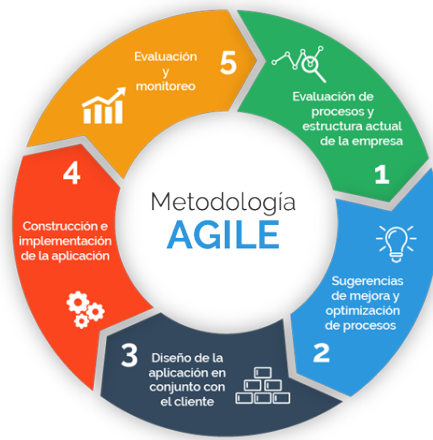 Metodología
AGILE
Evaluación de
procesos y
estructura actual
de la empresa
1
Sugerencias
de mejora y
optimización
de procesos
2
3
Diseño de la
aplicación en
conjunto con
el cliente
4
Construcción e
implementación
de la aplicación
5
Evaluación
y
monitoreo